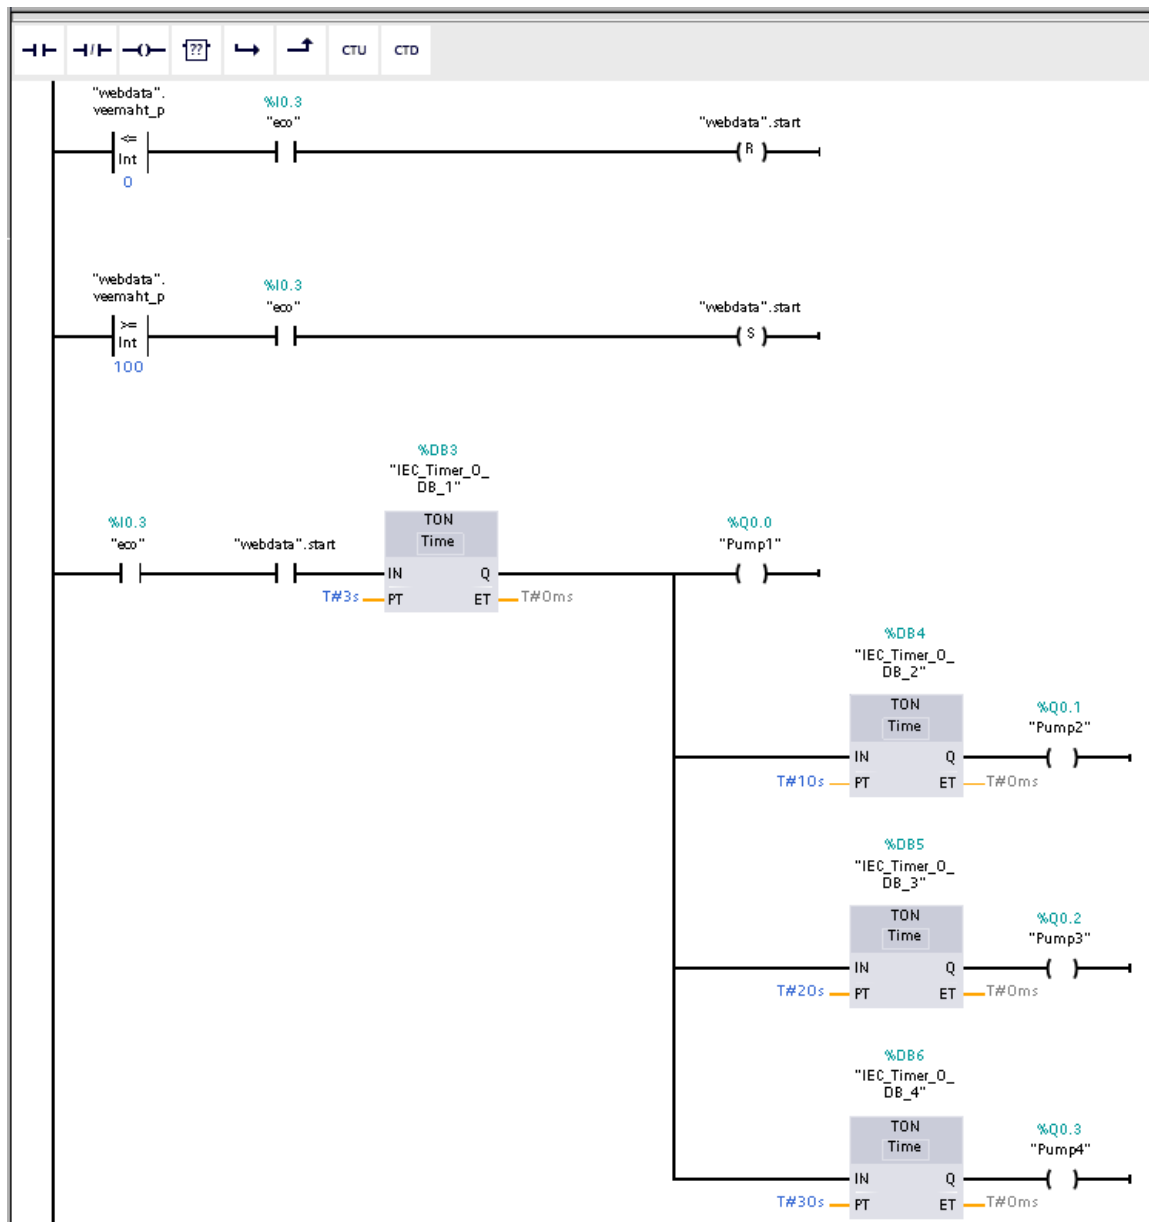 ??
CTU
CTD
"webdata".
veemaht_p
%I0.3
"eco"
"webdata".start
<=
Int
R
0
"webdata".
veemaht_p
%I0.3
"eco"
"webdata".start
>=
Int
S
100
%DB3
"IEC_Timer_0_
DB_1"
TON
Time
%I0.3
"eco"
"webdata".start
%Q0.0
"Pump1"
IN Q
T#3s PT ET T#0ms
%DB4
"IEC_Timer_0_
DB_2"
TON
Time
%Q0.1
"Pump2"
IN Q
T#10s PT ET T#0ms
%DB5
"IEC_Timer_0_
DB_3"
TON
Time
%Q0.2
"Pump3"
IN Q
T#20s PT ET T#0ms
%DB6
"IEC_Timer_0_
DB_4"
TON
Time
%Q0.3
"Pump4"
IN Q
T#30s PT ET T#0ms